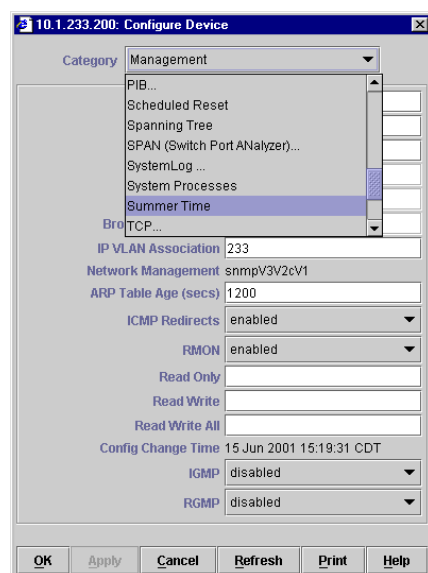 10.1.233.200: Configure Device
Category Management
PIB...
Scheduled Reset
Spanning Tree
SPAN (Switch Port ANalyzer)...
SystemLog ...
System Processes
Summer Time
Bro TCP...
IP VLAN Association 233
Network Management snmpV3V2cV1
ARP Table Age (secs) 1200
ICMP Redirects enabled
RMON enabled
Read Only
Read Write
Read Write All
Config Change Time 15 Jun 2001 15:19:31 CDT
IGMP disabled
RGMP disabled
OK Apply Cancel Refresh Print Help